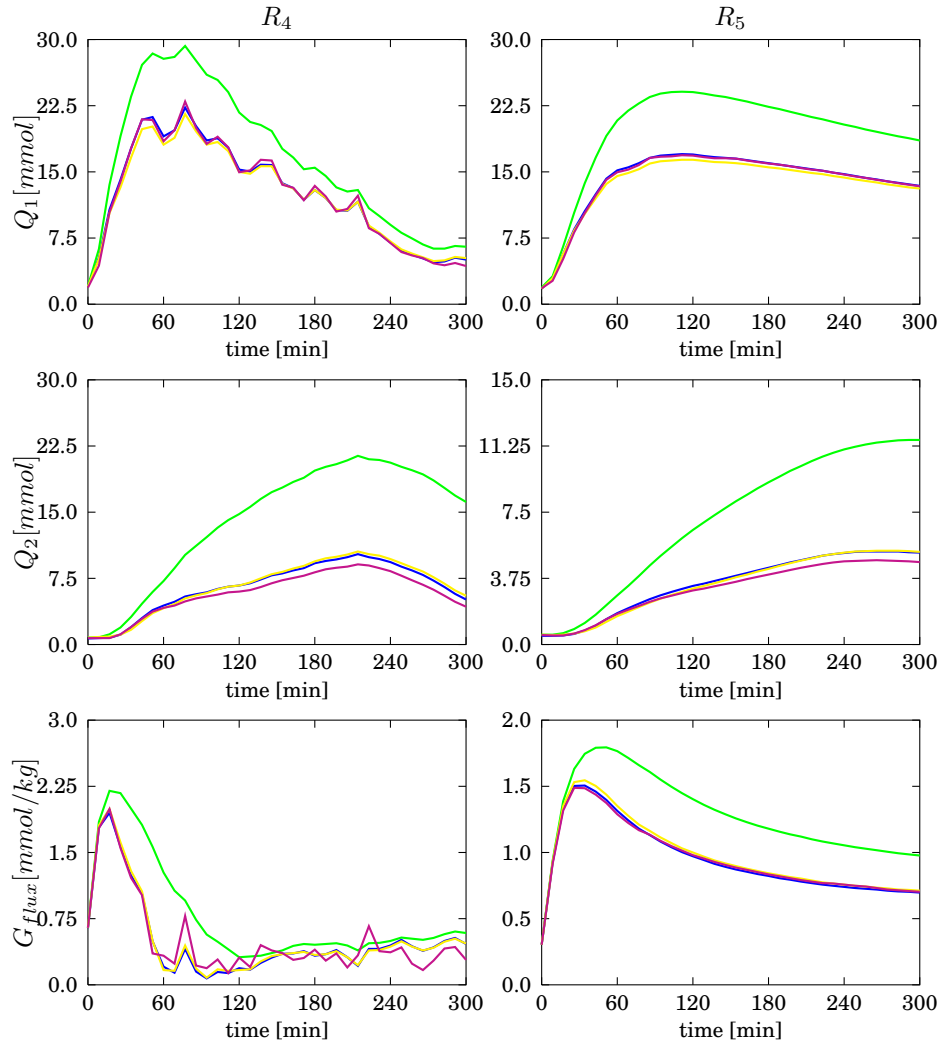 R₄ R₅
30.0 30.0
22.5 22.5
15.0 15.0
7.5 7.5
0.0 0.0
Q₁[mmol]
0 60 120 180 240 300 0 60 120 180 240 300
time [min] time [min]
30.0 15.0
22.5 11.25
15.0 7.5
7.5 3.75
0.0 0.0
Q₂[mmol]
0 60 120 180 240 300 0 60 120 180 240 300
time [min] time [min]
3.0 2.0
2.25 1.5
1.5 1.0
0.75 0.5
0.0 0.0
G_flux[mmol/kg]
0 60 120 180 240 300 0 60 120 180 240 300
time [min] time [min]